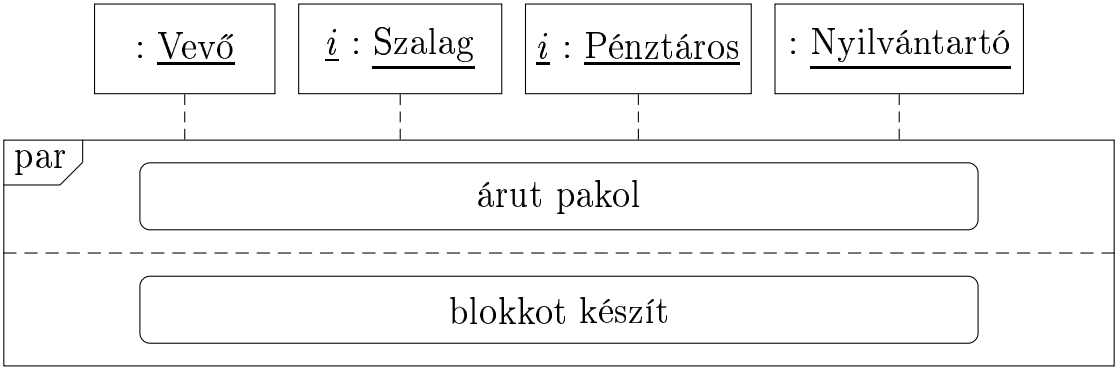 : Vevő
i : Szalag
i : Pénztáros
: Nyilvántartó
par
árut pakol
blokkot készít